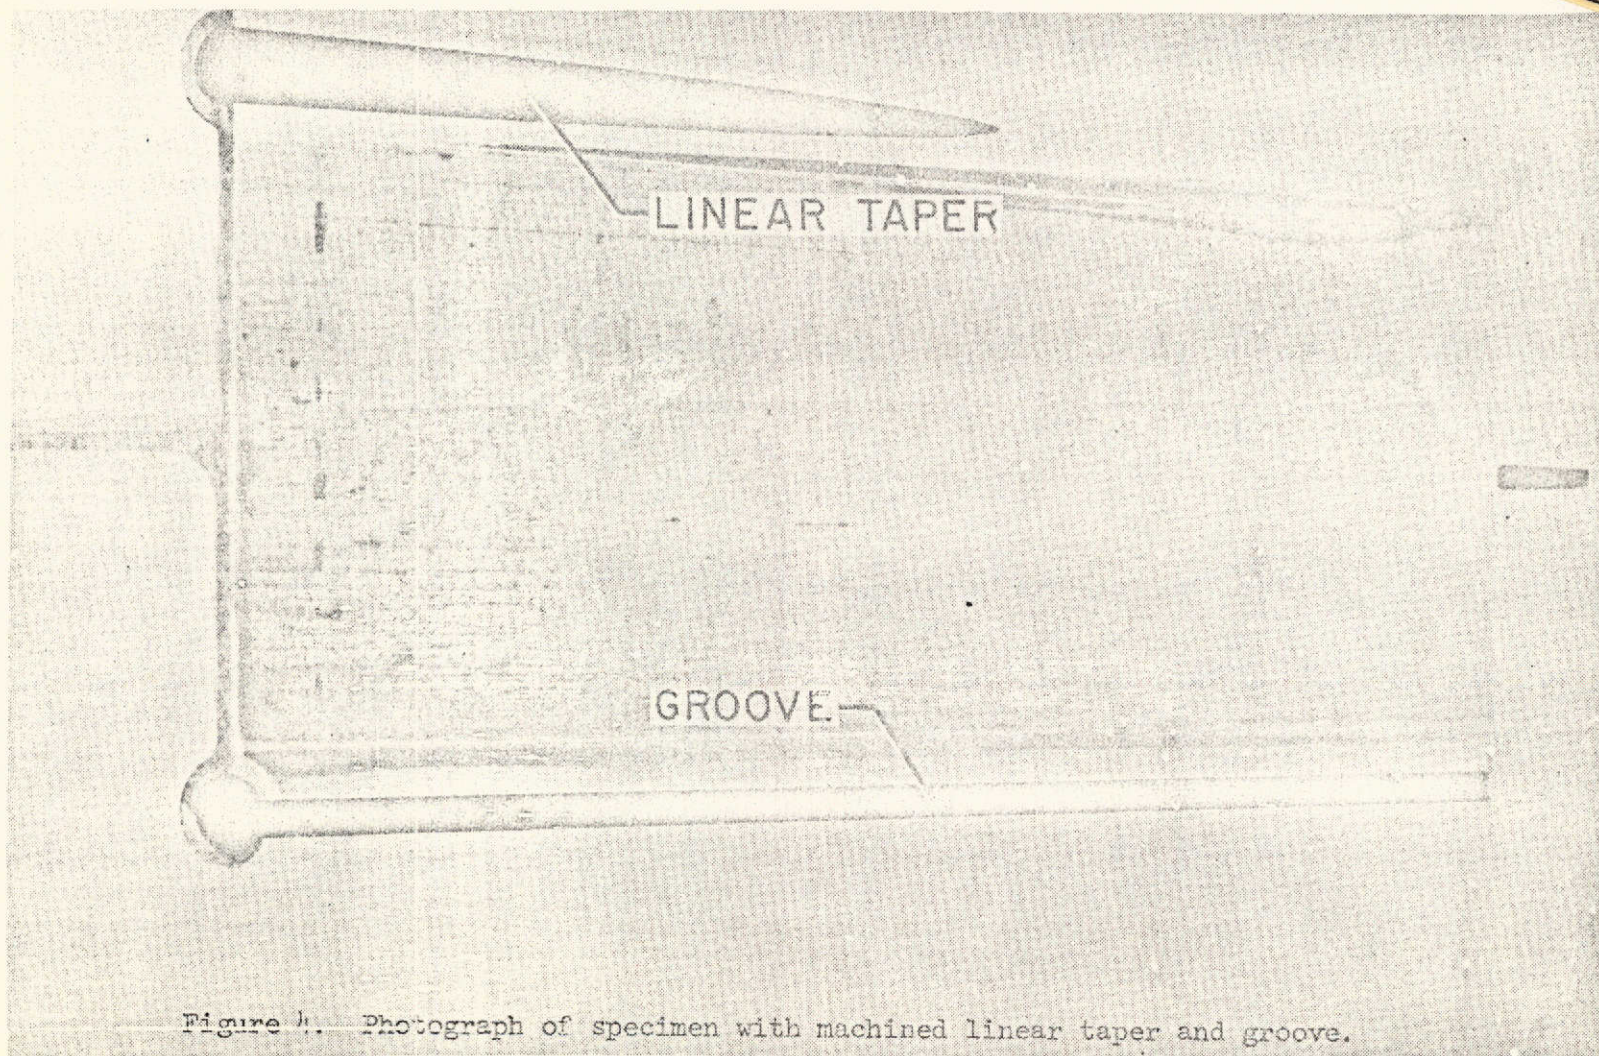 LINEAR TAPER
GROOVE
Figure 4. Photograph of specimen with machined linear taper and groove.